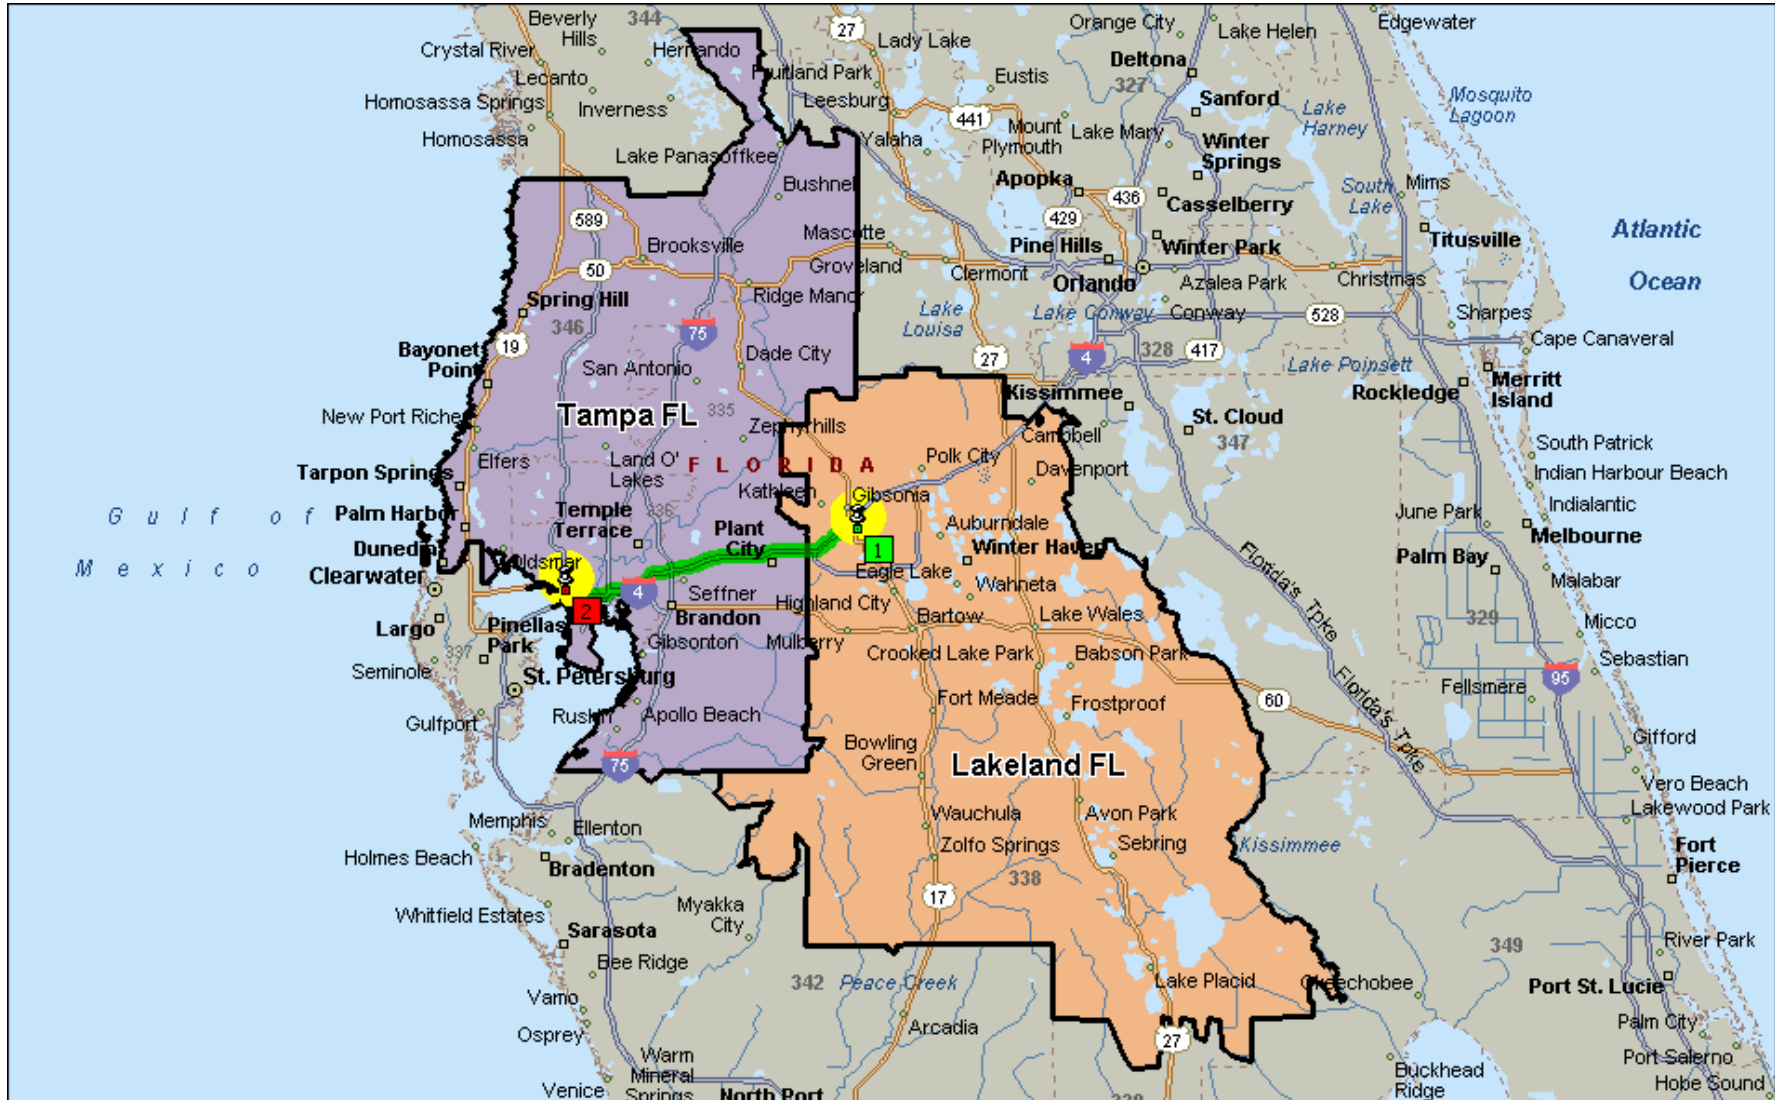 Beverly
Hills
344
27
Orange City
Edgewater
Lake Helen
Crystal River
Hernando
Lady Lake
Deltona
Lecanto
Fruitland Park
Eustis
327
Sanford
Mosquito
Lagoon
Homosassa Springs
Inverness
Leesburg
441
Mount
Plymouth
Lake Mary
Lake
Harney
Homosassa
Yalaha
Winter
Springs
Lake Panasoffkee
Bushnel
Apopka
436
Casselberry
South
Lake
Mims
589
429
Atlantic
Ocean
Brooksville
Mascotte
Pine Hills
Winter Park
Titusville
50
Groveland
Clermont
Orlando
Azalea Park
Christmas
Spring Hill
346
Ridge Manor
Lake
Louisa
Lake Conway
Conway
528
Sharpes
75
Cape Canaveral
19
Bayonet
Point
San Antonio
Dade City
27
4
328
417
Lake Poinsett
Rockledge
Merritt
Island
Kissimmee
New Port Riche
Tampa FL
335
Zephyrhills
St. Cloud
347
Campbell
South Patrick
Tarpon Springs
Elfers
Land O'
Lakes
FLORIDA
Polk City
Davenport
Indian Harbour Beach
Kathleen
Gibsonia
Indialantic
Gulf of
Mexico
Palm Harbor
Temple
Terrace
336
Plant
City
Auburndale
June Park
Melbourne
Dunedin
Oldsmar
1
Winter Haven
Florida's Tpke
Palm Bay
Clearwater
Eagle Lake
Wahneta
Malabar
2
4
Seffner
Highland City
Bartow
Lake Wales
329
Micco
Largo
Pinellas
Park
Brandon
337
Gibsonton
Mulberry
Crooked Lake Park
Babson Park
Sebastian
Seminole
St. Petersburg
Florida's Tpke
95
Fellsmere
Gulfport
Ruskin
Apollo Beach
Fort Meade
Frostproof
60
Gifford
75
Bowling
Green
Lakeland FL
Vero Beach
Lakewood Park
Memphis
Ellenton
Wauchula
Avon Park
Holmes Beach
Bradenton
Zolfo Springs
Sebring
Kissimmee
Fort
Pierce
338
17
Whitfield Estates
Myakka
City
Sarasota
349
River Park
Bee Ridge
342
Peace Creek
Lake Placid
Okeechobee
Port St. Lucie
Vamo
Osprey
Arcadia
27
Palm City
Port Salerno
Warm
Mineral
Springs
Venice
North Port
Buckhead
Ridge
Hobe Sound